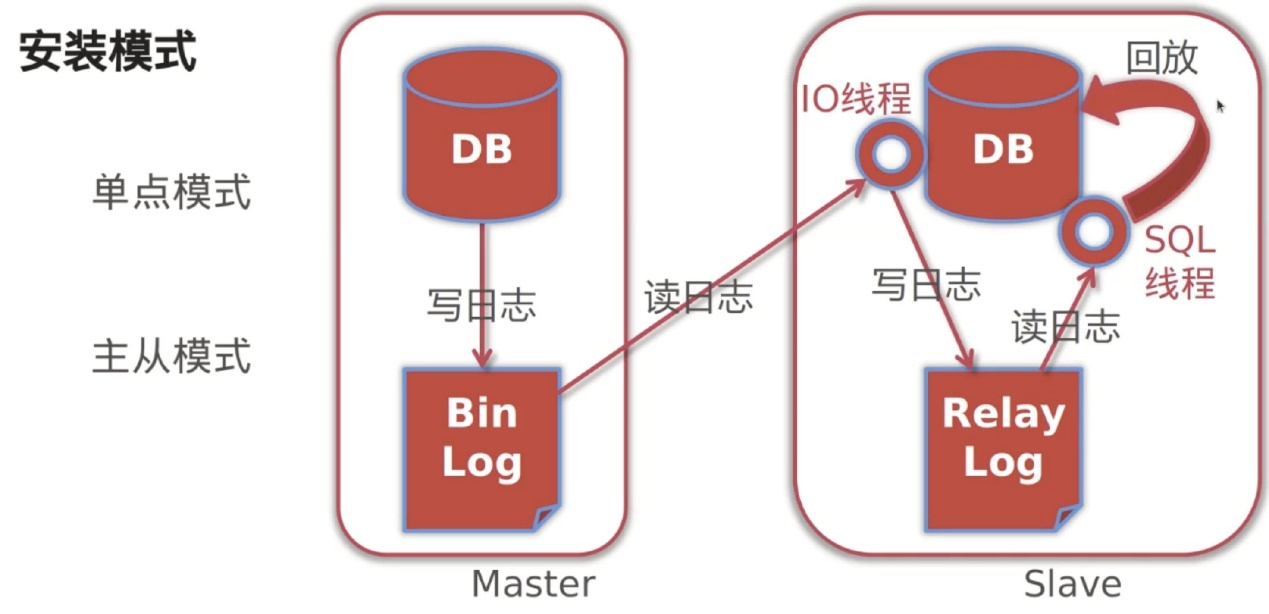 安装模式
单点模式
主从模式
DB
写日志
Bin
Log
Master
读日志
IO线程
DB
回放
SQL
线程
写日志
读日志
Relay
Log
Slave